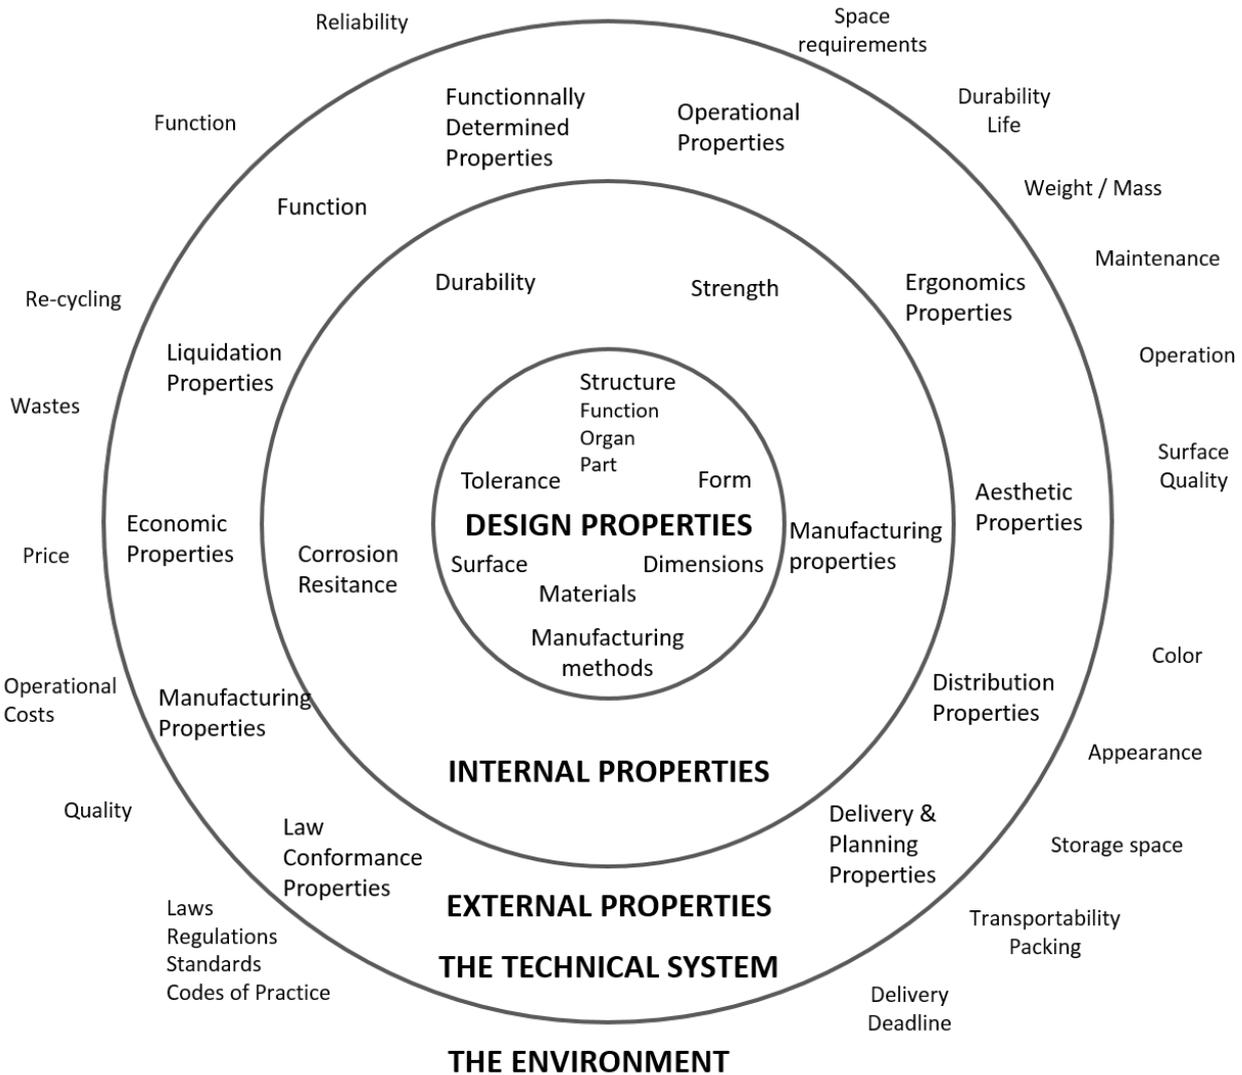 Reliability
Space
requirements
Functionnally
Determined
Properties
Operational
Properties
Durability
Life
Function
Weight / Mass
Function
Maintenance
Durability
Strength
Ergonomics
Properties
Re-cycling
Liquidation
Properties
Operation
Wastes
Structure
Function
Organ
Part
Tolerance
Form
Surface
Quality
Aesthetic
Properties
DESIGN PROPERTIES
Economic
Properties
Price
Corrosion
Resitance
Manufacturing
properties
Surface
Dimensions
Materials
Manufacturing
methods
Color
Operational
Costs
Manufacturing
Properties
Distribution
Properties
Appearance
INTERNAL PROPERTIES
Quality
Law
Conformance
Properties
Delivery &
Planning
Properties
Storage space
EXTERNAL PROPERTIES
Laws
Regulations
Standards
Codes of Practice
Transportability
Packing
THE TECHNICAL SYSTEM
Delivery
Deadline
THE ENVIRONMENT